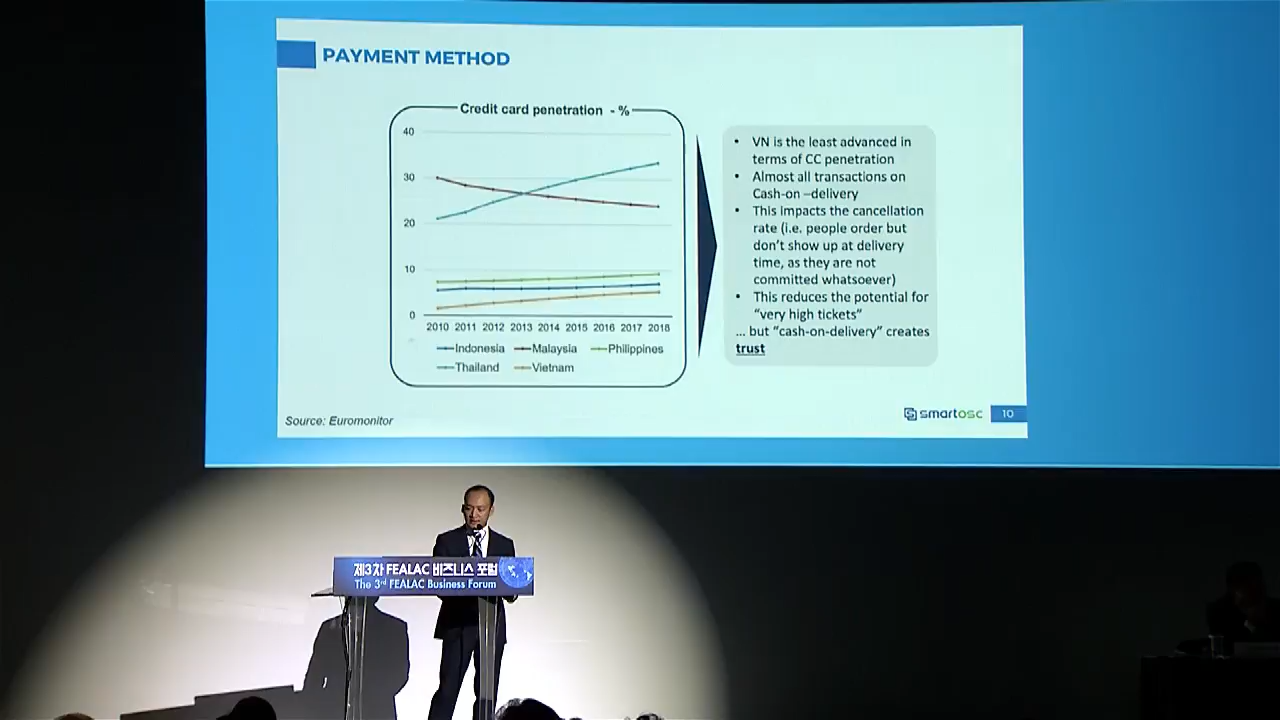 PAYMENT METHOD
Credit card penetration - %
40
30
20
10
0
2010 2011 2012 2013 2014 2015 2016 2017 2018
Indonesia Malaysia Philippines
Thailand Vietnam
• VN is the least advanced in
terms of CC penetration
• Almost all transactions on
Cash-on –delivery
• This impacts the cancellation
rate (i.e. people order but
don't show up at delivery
time, as they are not
committed whatsoever)
• This reduces the potential for
"very high tickets"
... but "cash-on-delivery" creates
trust
Source: Euromonitor
smartosc 10
제3차 FEALAC 비즈니스 포럼
The 3rd FEALAC Business Forum